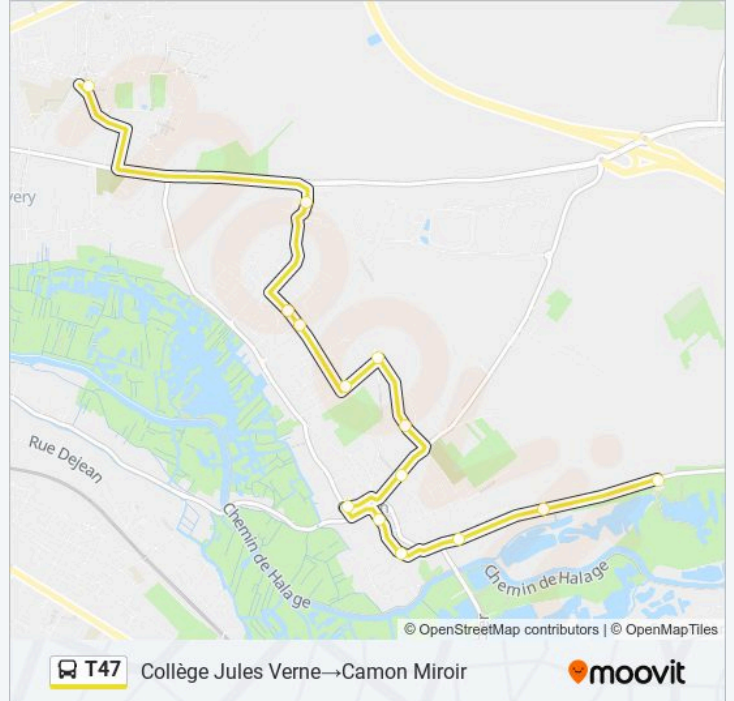 very
Rue Dejean
Chemin de Halage
Chemin de Halage
© OpenStreetMap contributors | © OpenMapTiles
T47 Collège Jules Verne→Camon Miroir
moovit